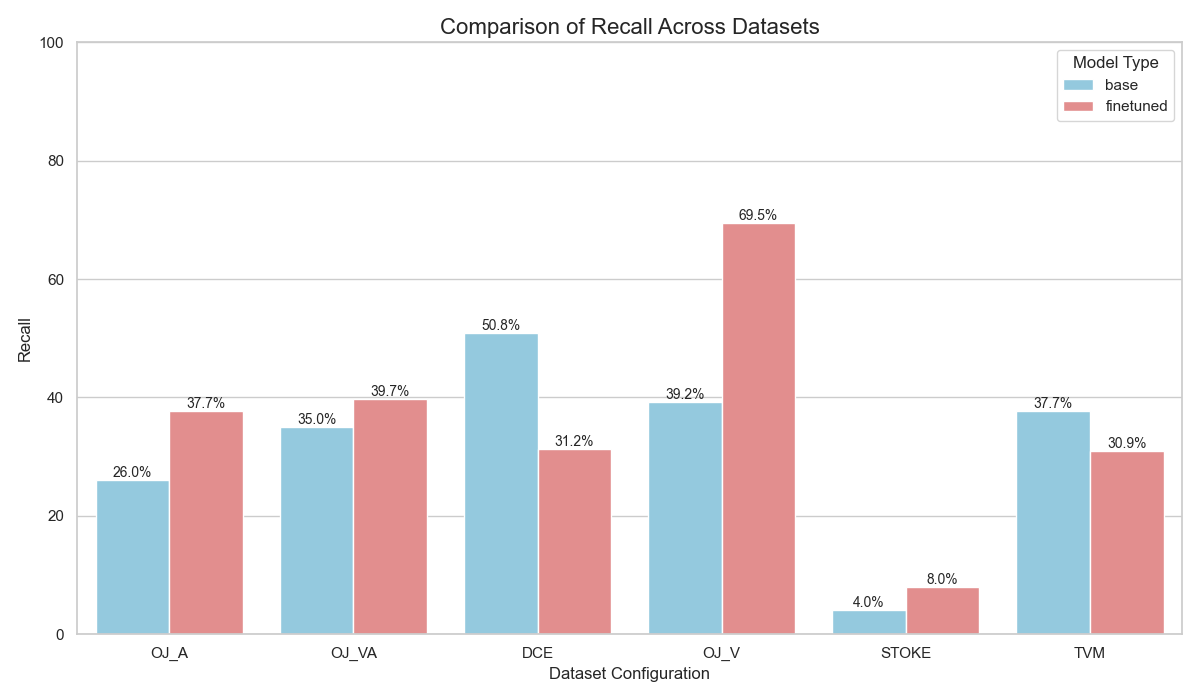 Comparison of Recall Across Datasets
100
80
60
40
20
0
Recall
Model Type
base
finetuned
26.0%
37.7%
35.0%
39.7%
50.8%
31.2%
39.2%
69.5%
4.0%
8.0%
37.7%
30.9%
OJ_A
OJ_VA
DCE
OJ_V
STOKE
TVM
Dataset Configuration